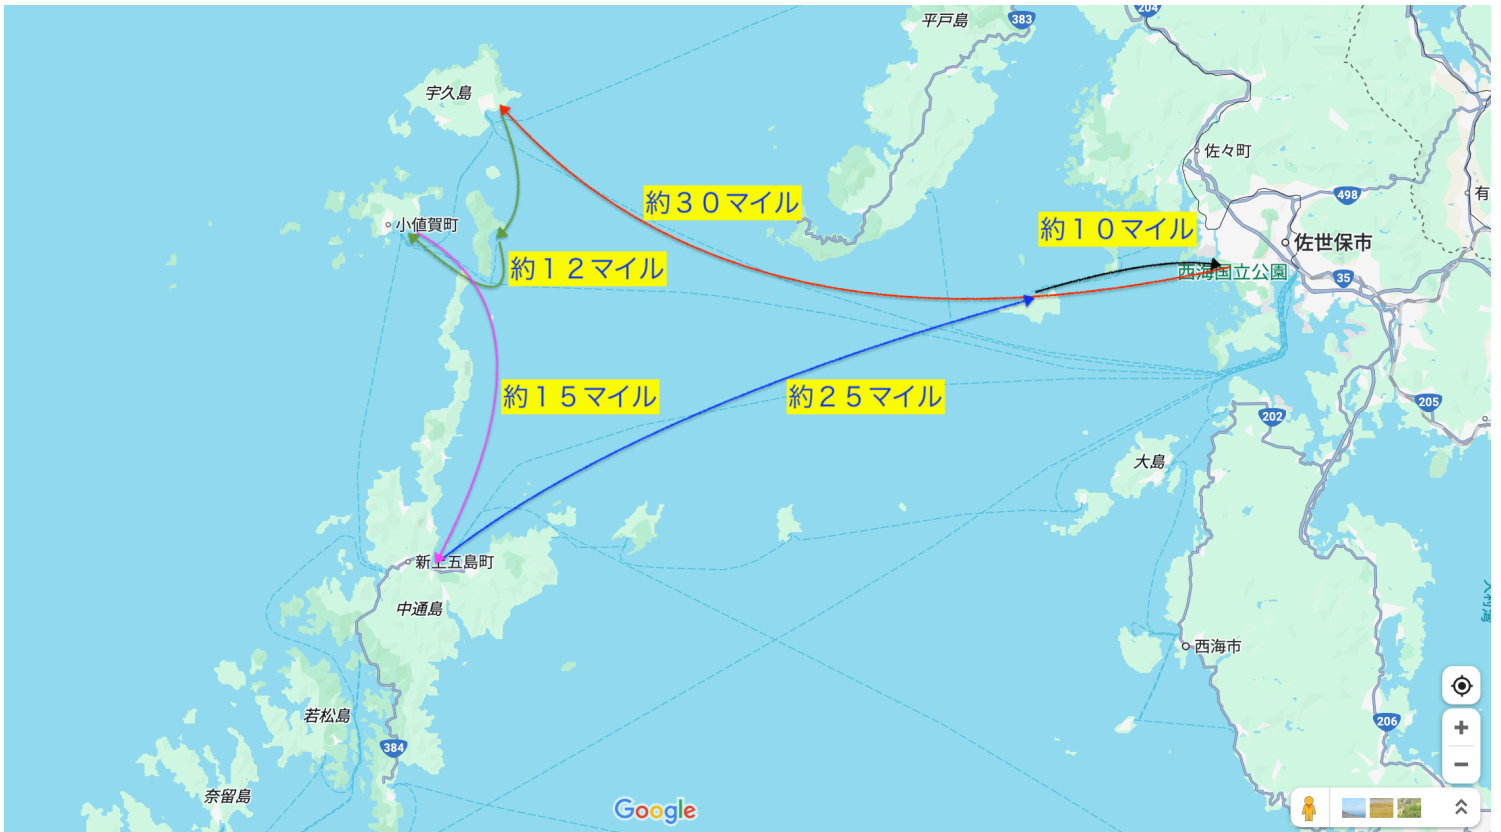 204
平戸島
383
宇久島
佐々町
498
有
約３０マイル
小値賀町
約１０マイル
佐世保市
約１２マイル
西海国立公園
35
約１５マイル
約２５マイル
205
202
大島
新上五島町
中通島
大村湾
西海市
若松島
206
384
奈留島
Google